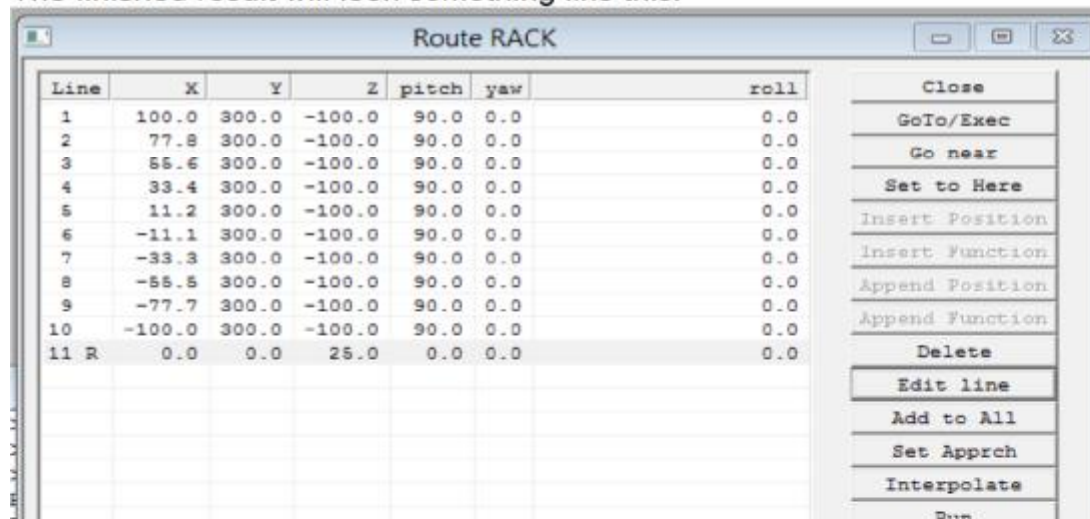 The finished result will look something like this:
Route RACK
Line X Y Z pitch yaw roll
1 100.0 300.0 -100.0 90.0 0.0 0.0
2 77.8 300.0 -100.0 90.0 0.0 0.0
3 55.6 300.0 -100.0 90.0 0.0 0.0
4 33.4 300.0 -100.0 90.0 0.0 0.0
5 11.2 300.0 -100.0 90.0 0.0 0.0
6 -11.1 300.0 -100.0 90.0 0.0 0.0
7 -33.3 300.0 -100.0 90.0 0.0 0.0
8 -55.5 300.0 -100.0 90.0 0.0 0.0
9 -77.7 300.0 -100.0 90.0 0.0 0.0
10 -100.0 300.0 -100.0 90.0 0.0 0.0
11 R 0.0 0.0 25.0 0.0 0.0 0.0
Close
GoTo/Exec
Go near
Set to Here
Insert Position
Insert Function
Append Position
Append Function
Delete
Edit line
Add to All
Set Apprch
Interpolate
Run